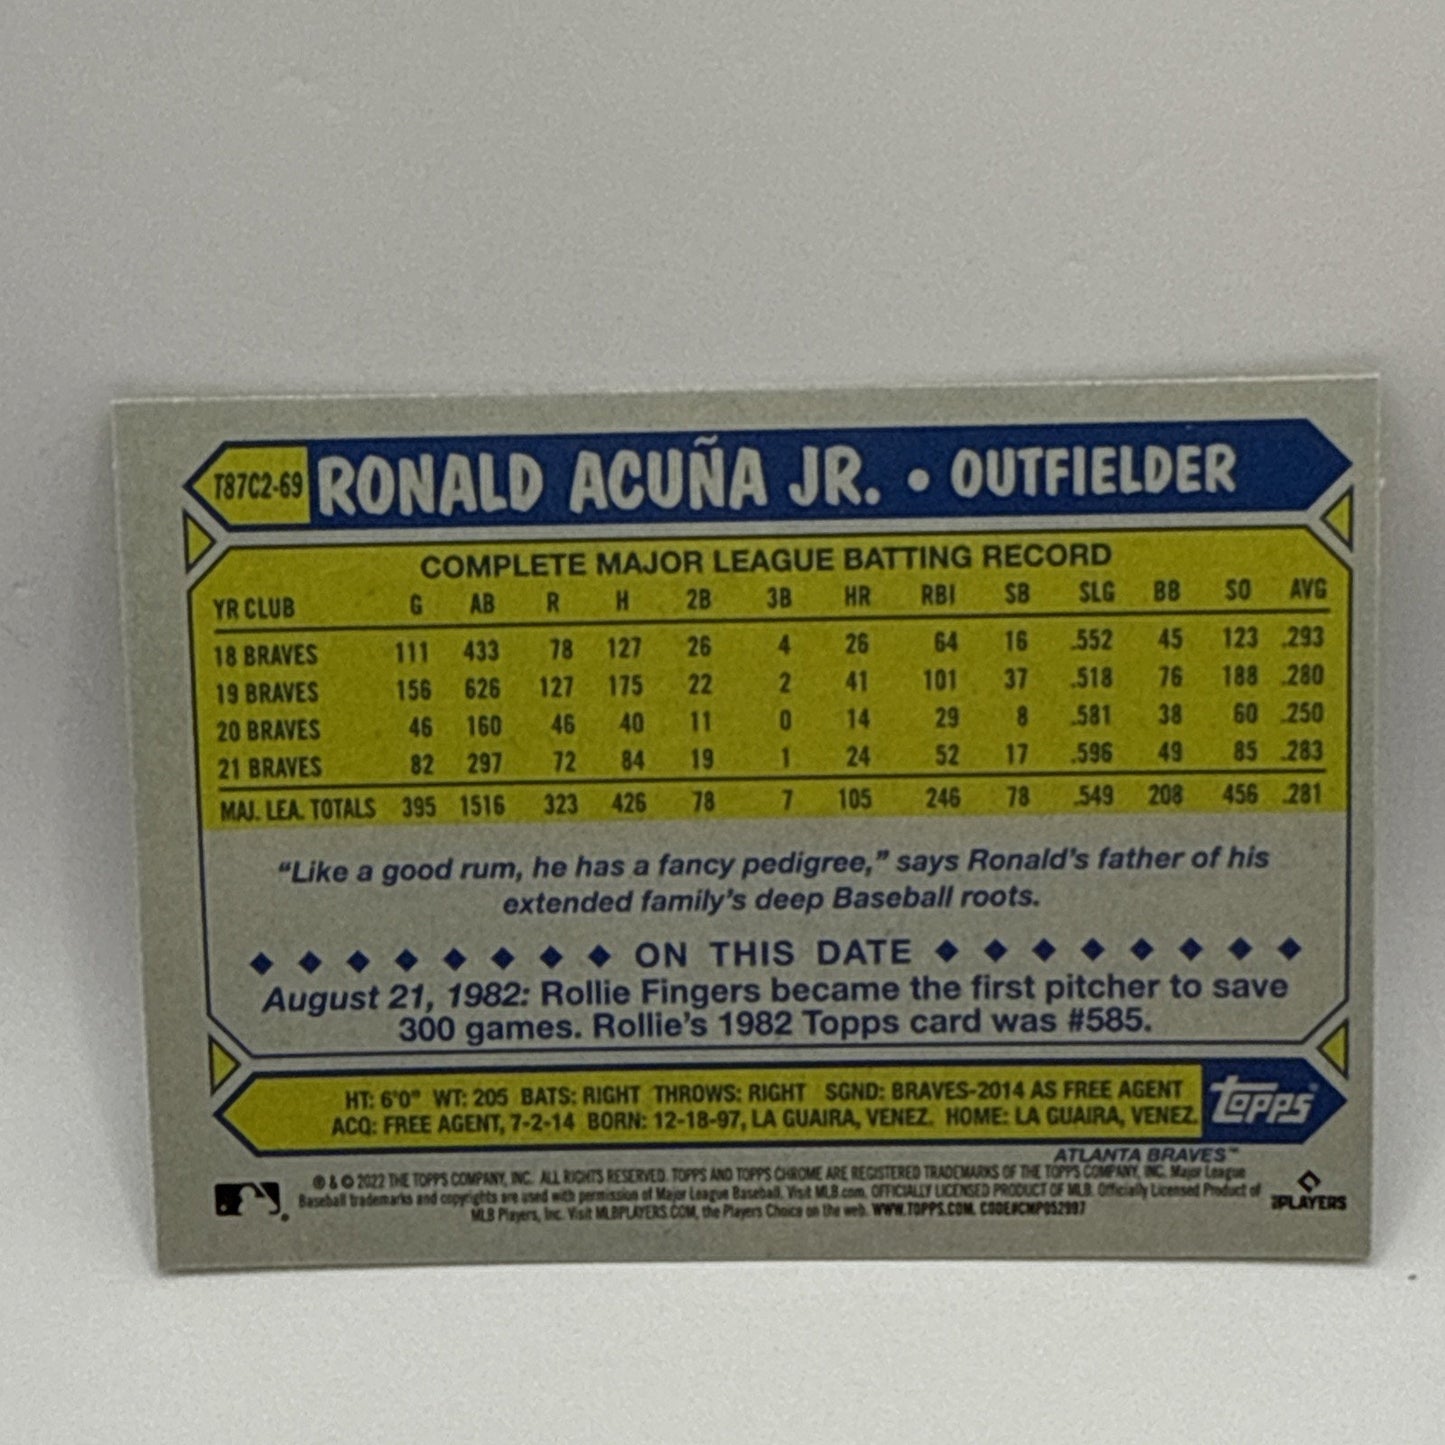 T87C2-69 RONALD ACUÑA JR. • OUTFIELDER
COMPLETE MAJOR LEAGUE BATTING RECORD
YR CLUB G AB R H 2B 3B HR RBI SB SLG BB SO AVG
18 BRAVES 111 433 78 127 26 4 26 64 16 .552 45 123 .293
19 BRAVES 156 626 127 175 22 2 41 101 37 .518 76 188 .280
20 BRAVES 46 160 46 40 11 0 14 29 8 .581 38 60 .250
21 BRAVES 82 297 72 84 19 1 24 52 17 .596 49 85 .283
MAJ. LEA. TOTALS 395 1516 323 426 78 7 105 246 78 .549 208 456 .281
“Like a good rum, he has a fancy pedigree,” says Ronald’s father of his
extended family’s deep Baseball roots.
ON THIS DATE
August 21, 1982: Rollie Fingers became the first pitcher to save
300 games. Rollie’s 1982 Topps card was #585.
HT: 6'0" WT: 205 BATS: RIGHT THROWS: RIGHT SGND: BRAVES-2014 AS FREE AGENT
ACQ: FREE AGENT, 7-2-14 BORN: 12-18-97, LA GUAIRA, VENEZ. HOME: LA GUAIRA, VENEZ.
Topps
ATLANTA BRAVES™
® & © 2022 THE TOPPS COMPANY, INC. ALL RIGHTS RESERVED. TOPPS AND TOPPS CHROME ARE REGISTERED TRADEMARKS OF THE TOPPS COMPANY, INC. Major League
Baseball trademarks and copyrights are used with permission of Major League Baseball. Visit MLB.com. OFFICIALLY LICENSED PRODUCT OF MLB. Officially Licensed Product of
MLB Players, Inc. Visit MLBPLAYERS.COM, the Players Choice on the web. WWW.TOPPS.COM. CODE#CMP052997
PLAYERS